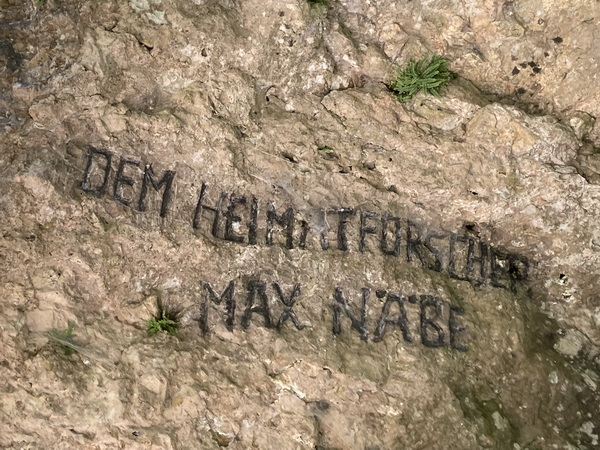 DEM HEIMATFORSCHER
MAX NÄBE